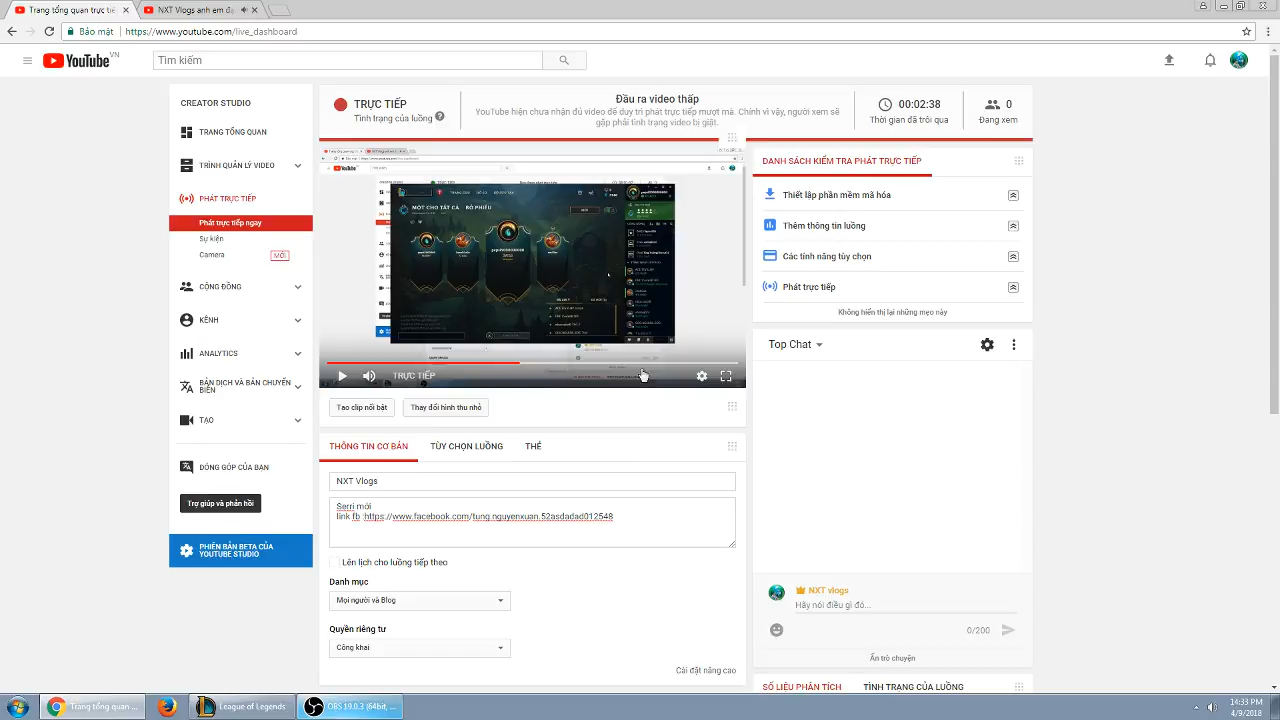 Trang tổng quan trực tiế
NXT Vlogs anh em đạ
Bảo mật
https://www.youtube.com/live_dashboard
YouTube VN
Tìm kiếm
CREATOR STUDIO
TRANG TỔNG QUAN
TRÌNH QUẢN LÝ VIDEO
PHÁT TRỰC TIẾP
Phát trực tiếp ngay
Sự kiện
Camera
MỚI
CỘNG ĐỒNG
ANALYTICS
BẢN DỊCH VÀ BẢN CHUYỂN BIÊN
TẠO
ĐÓNG GÓP CỦA BẠN
Trợ giúp và phản hồi
PHIÊN BẢN BETA CỦA
YOUTUBE STUDIO
TRỰC TIẾP
Tình trạng của luồng
Đầu ra video thấp
YouTube hiện chưa nhận đủ video để duy trì phát trực tiếp mượt mà. Chính vì vậy, người xem sẽ
gặp phải tình trạng video bị giật.
00:02:38
Thời gian đã trôi qua
0
Đang xem
MỘT CHO TẤT CẢ BỎ PHIẾU
TRỰC TIẾP
Tạo clip nổi bật
Thay đổi hình thu nhỏ
THÔNG TIN CƠ BẢN
TÙY CHỌN LUỒNG
THẺ
NXT Vlogs
Serri mới
link fb :https://www.facebook.com/tung.nguyenxuan.52asdadad012548
Lên lịch cho luồng tiếp theo
Danh mục
Mọi người và Blog
Quyền riêng tư
Công khai
Cài đặt nâng cao
DANH SÁCH KIỂM TRA PHÁT TRỰC TIẾP
Thiết lập phần mềm mã hóa
Thêm thông tin luồng
Các tính năng tùy chọn
Phát trực tiếp
Không hiển thị lại những mẹo này
Top Chat
NXT vlogs
Hãy nói điều gì đó...
0/200
Ẩn trò chuyện
SỐ LIỆU PHÂN TÍCH
TÌNH TRẠNG CỦA LUỒNG
Trang tổng quan ...
League of Legends
OBS 19.0.3 (64bit, ...
14:33 PM
4/9/2018